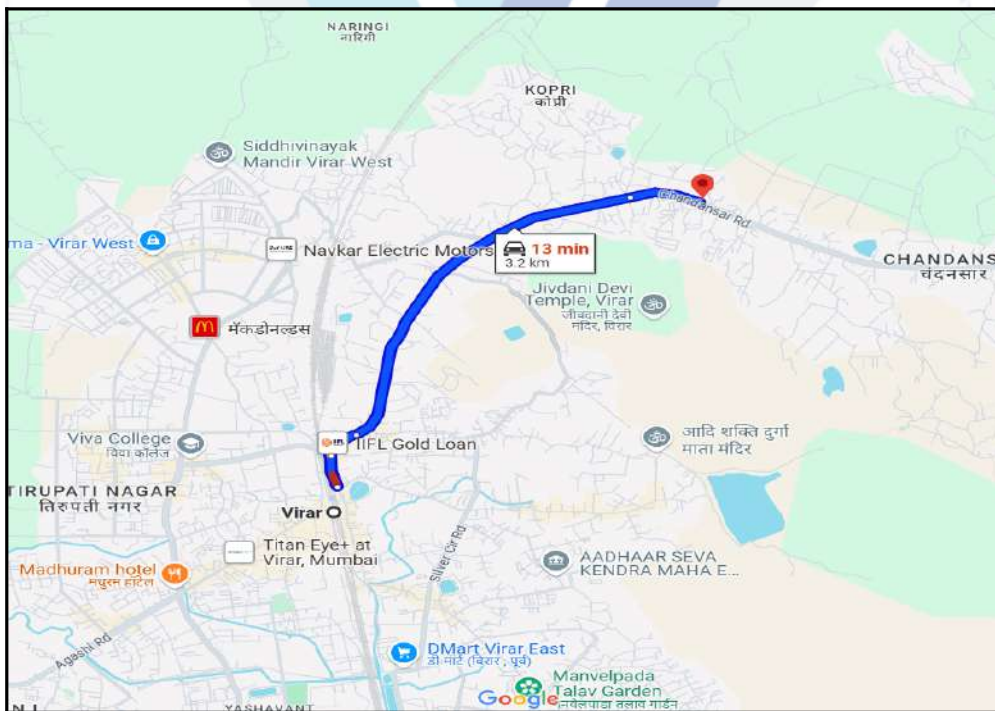 NARINGI
नारिंगी
KOPRI
कोप्री
Siddhivinayak
Mandir Virar West
Chandansar Rd
ma - Virar West
Navkar Electric Motors
13 min
3.2 km
CHANDANS
चंदनसार
Jivdani Devi
Temple, Virar
जीवदानी देवी
मंदिर, विरार
मॅकडोनल्डस
Viva College
विवा कॉलेज
IIFL Gold Loan
आदि शक्ति दुर्गा
माता मंदिर
TIRUPATI NAGAR
तिरुपती नगर
Virar
Titan Eye+ at
Virar, Mumbai
Silver Cir Rd
AADHAAR SEVA
KENDRA MAHA E...
Madhuram hotel
मधुरम हॉटेल
Agashi Rd
DMart Virar East
डी मार्ट (विरार, पूर्व)
Manvelpada
Talav Garden
Google
YASHAVANT